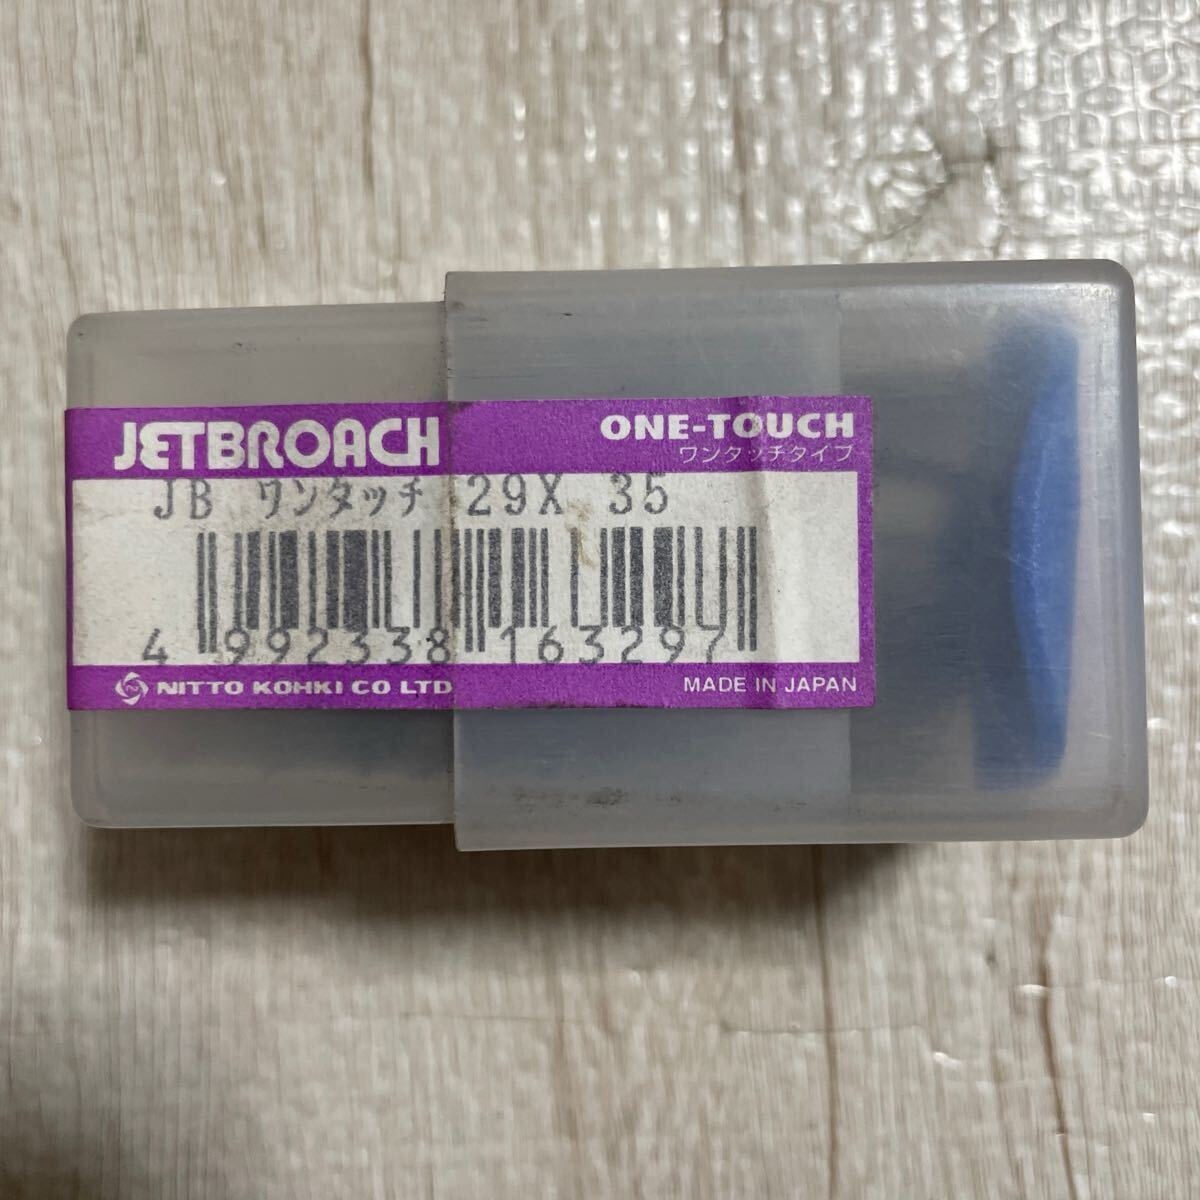 JETBROACH
ONE-TOUCH
ワンタッチタイプ
JB ワンタッチ 29X 35
4 992338 163297
NITTO KOHKI CO LTD
MADE IN JAPAN